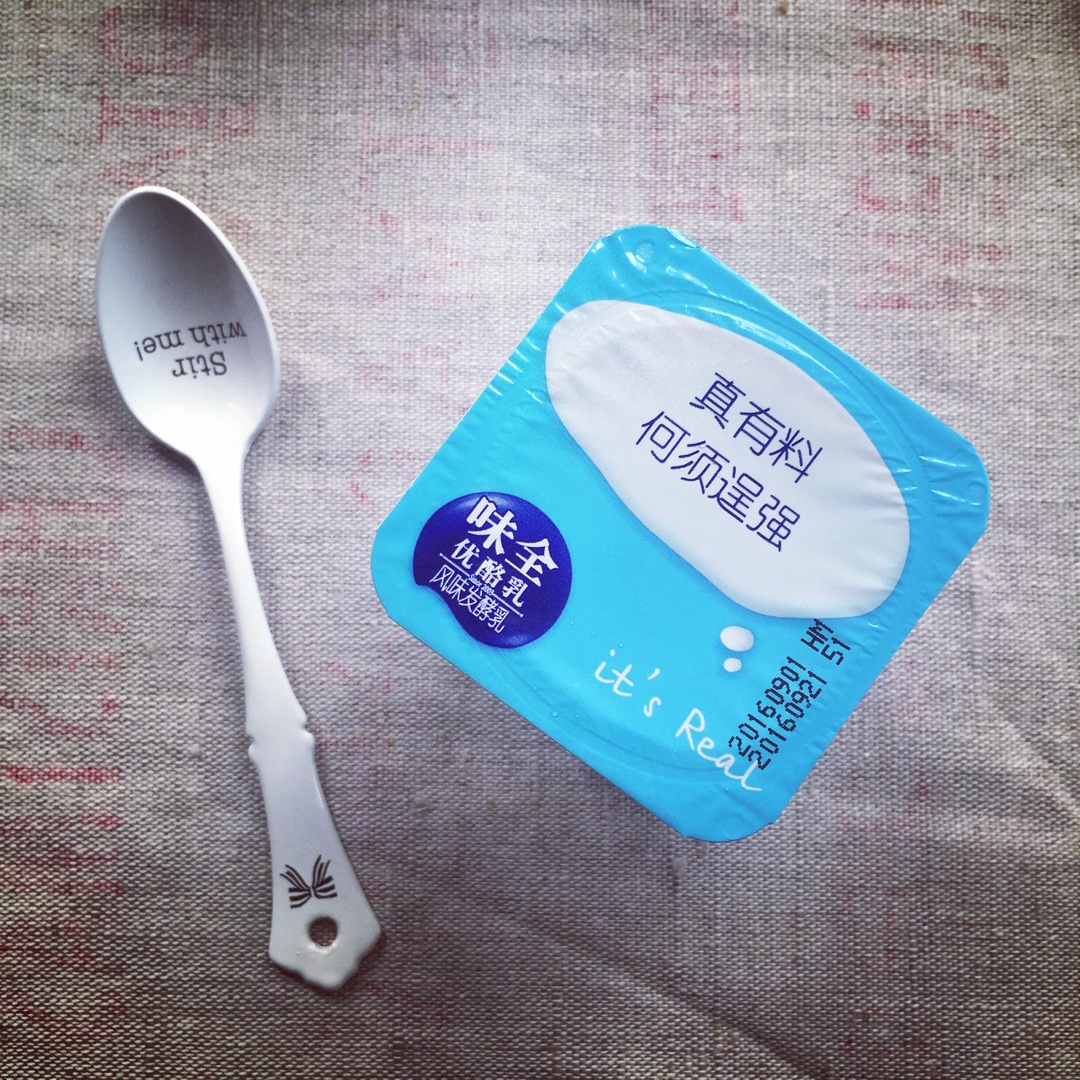 Stir
with me!
真有料
何须逞强
味全
优酪乳
风味发酵乳
it's Real
20160901 HM
20160921 51